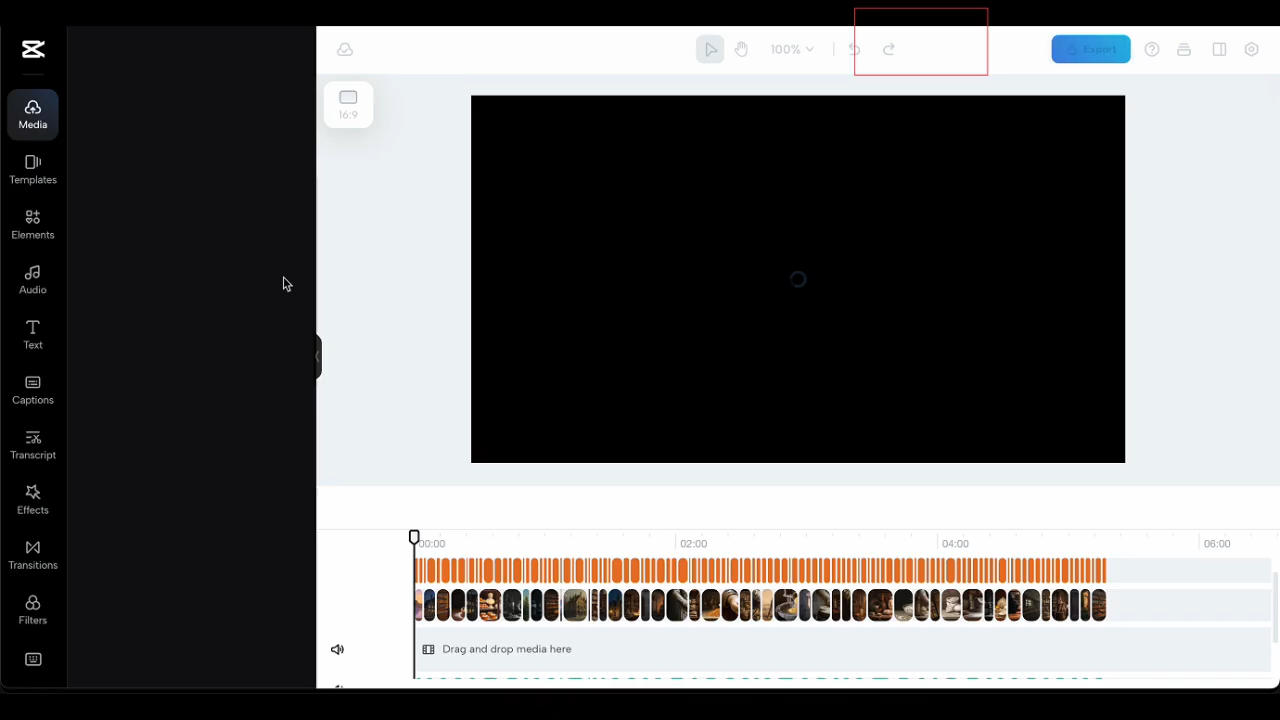 100%
Export
Media
16:9
Templates
Elements
Audio
Text
Captions
Transcript
Effects
00:00
02:00
04:00
06:00
Transitions
Filters
Drag and drop media here